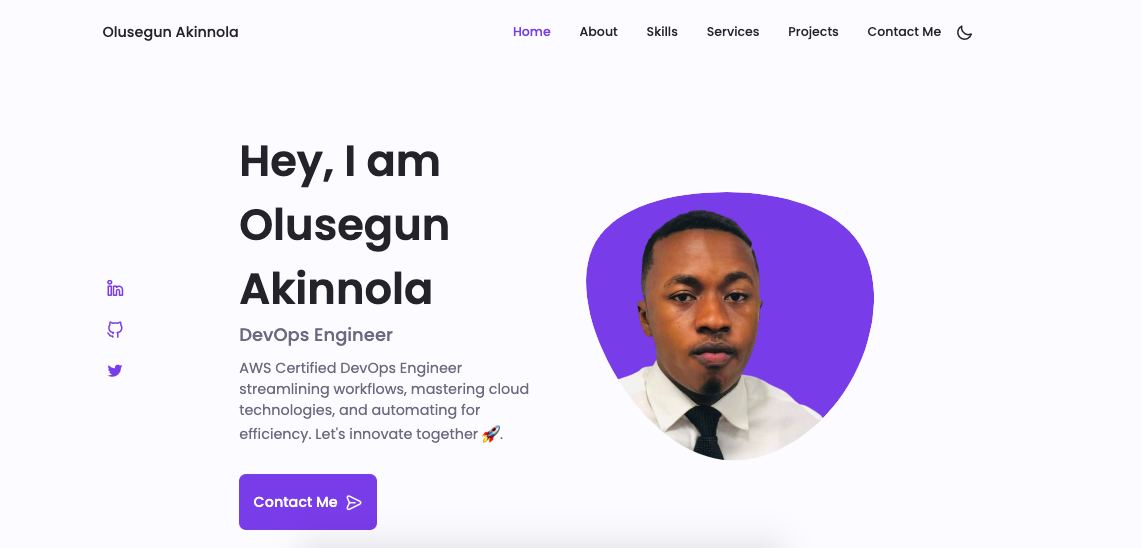 Olusegun Akinnola
Home About Skills Services Projects Contact Me
Hey, I am
Olusegun
Akinnola
DevOps Engineer
AWS Certified DevOps Engineer
streamlining workflows, mastering cloud
technologies, and automating for
efficiency. Let's innovate together 🚀.
Contact Me